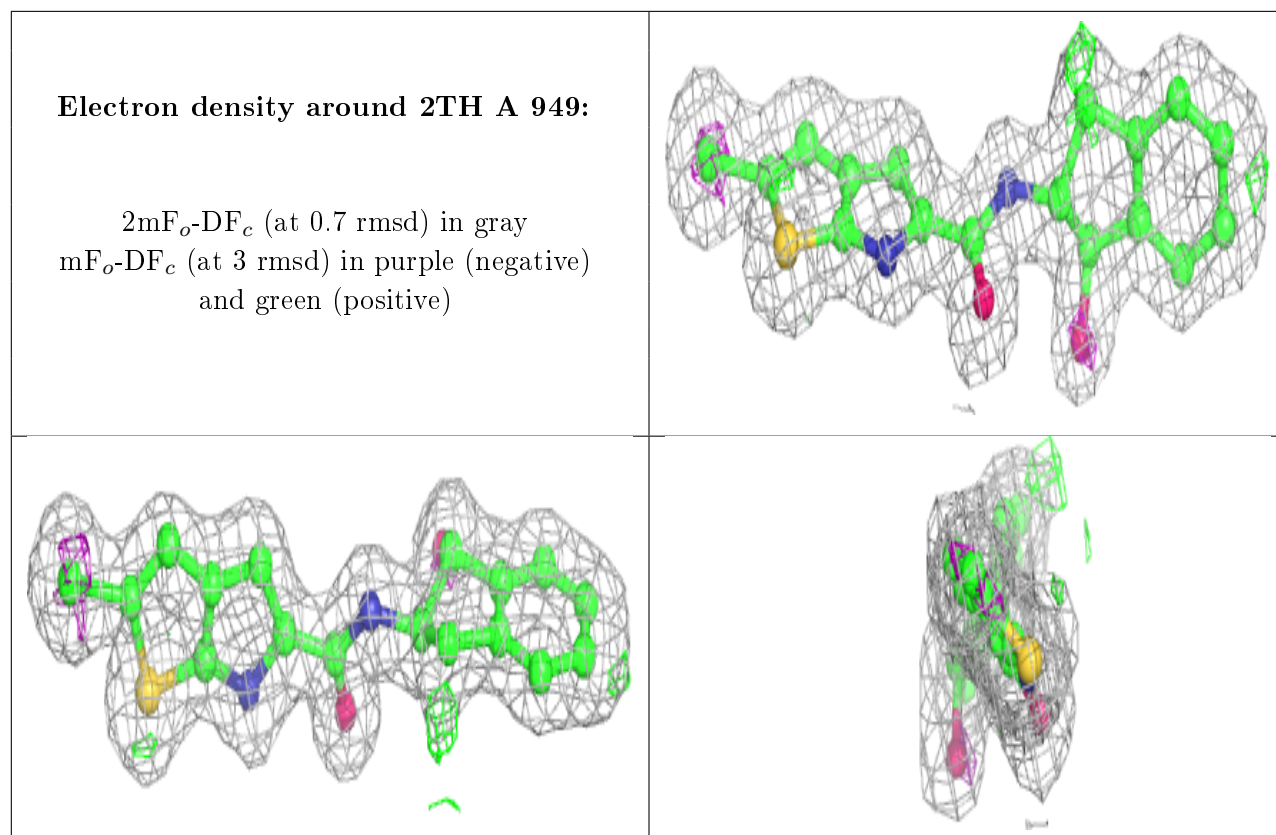 Electron density around 2TH A 949:
2mFo-DFc (at 0.7 rmsd) in gray
mFo-DFc (at 3 rmsd) in purple (negative)
and green (positive)